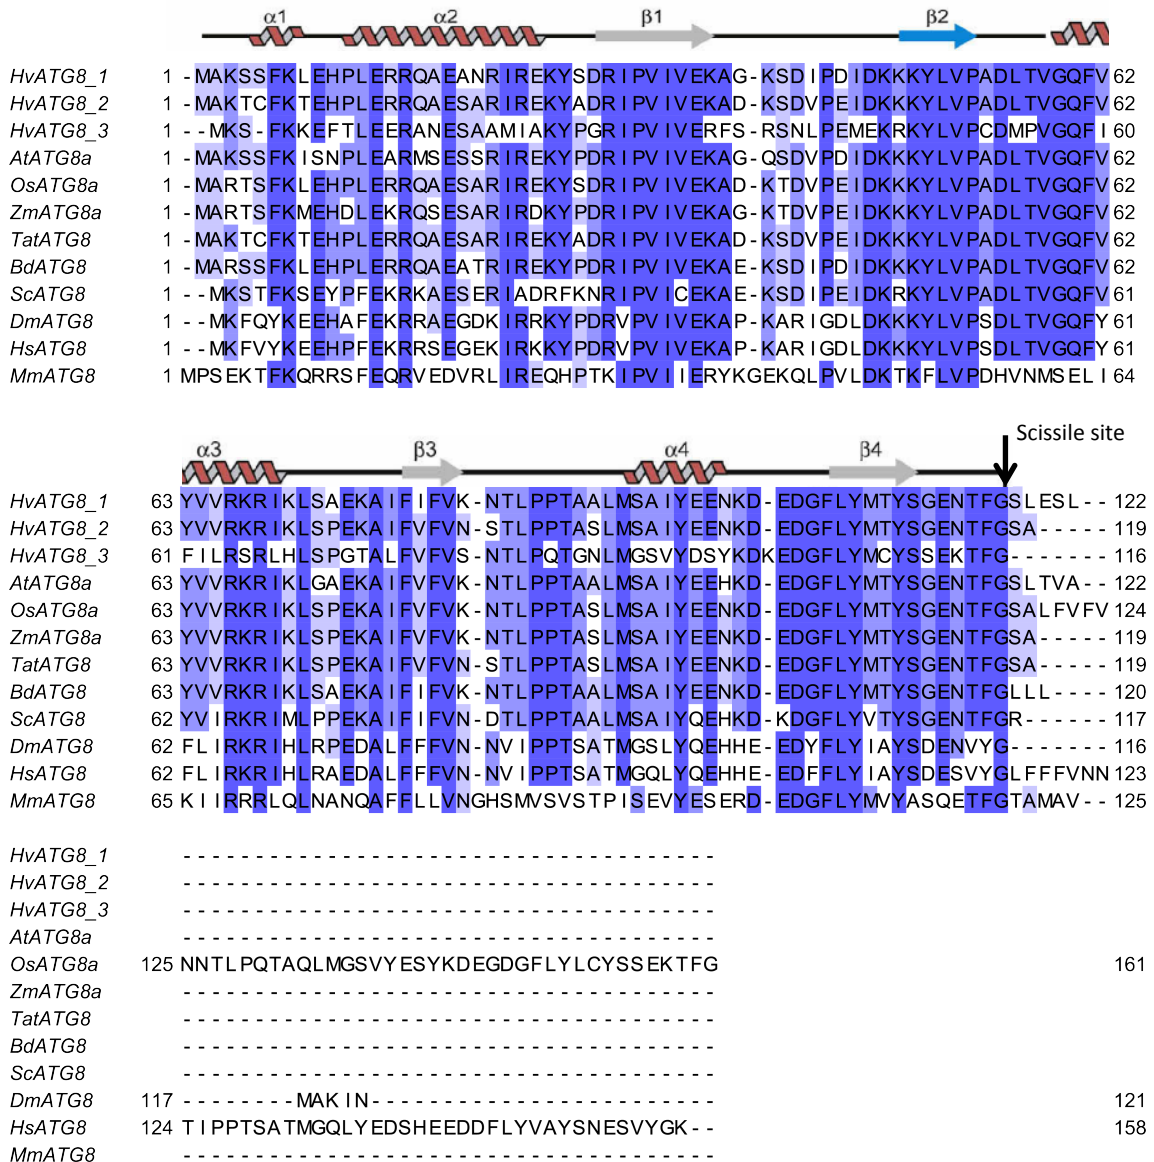 α1 α2 β1 β2
HvATG8_1 1 -MAKSSFKLEHPLERRQAEANRIREKYSDRIPVIVEKAG-KSDIPDIDKKKYLVPADLTVGQFV 62
HvATG8_2 1 -MAKTCFKTEHPLERRQAESARIREKYADRIPVIVEKAD-KSDVPEIDKKKYLVPADLTVGQFV 62
HvATG8_3 1 --MKS-FKKEFTLEERANESAAMIAKYPGRIPVIVERFS-RSNLPEMEKRKYLVPCDMPVGQFI 60
AtATG8a 1 -MAKSSFKISNPLEARMSESSRIREKYPDRIPVIVEKAG-QSDVPDIDKKKYLVPADLTVGQFV 62
OsATG8a 1 -MARTSFKLEHPLERRQAESARIREKYSDRIPVIVEKAD-KTDVPEIDKKKYLVPADLTVGQFV 62
ZmATG8a 1 -MARTSFKMEHDLEKRQSESARIRDKYPDRIPVIVEKAG-KTDVPEIDKKKYLVPADLTVGQFV 62
TatATG8 1 -MAKTCFKTEHPLERRQAESARIREKYADRIPVIVEKAD-KSDVPEIDKKKYLVPADLTVGQFV 62
BdATG8 1 -MARSSFKLEHPLERRQAEATRIREKYPDRIPVIVEKAE-KSDIPDIDKKKYLVPADLTVGQFV 62
ScATG8 1 --MKSTFKSEYPFEKRKAESERIADRFKNRIPVICEKAE-KSDIPEIDKRKYLVPADLTVGQFV 61
DmATG8 1 --MKFQYKEEHAFEKRRAEGDKIRRKYPDRVPVIVEKAP-KARIGDLDKKKYLVPSDLTVGQFY 61
HsATG8 1 --MKFVYKEEHPFEKRRSEGEKIRKKYPDRVPVIVEKAP-KARIGDLDKKKYLVPSDLTVGQFY 61
MmATG8 1 MPSEKTFKQRRSFEQRVEDVRLIREQHPTKIPVIIERYKGEKQLPVLDKTKFLVPDHVNMSELI 64
Scissile site
α3 β3 α4 β4
HvATG8_1 63 YVVRKRIKLSAEKAIFIFVK-NTLPPTAALMSAIYEENKD-EDGFLYMTYSGENTFGSLESL-- 122
HvATG8_2 63 YVVRKRIKLSPEKAIFVFVN-STLPPTASLMSAIYEENKD-EDGFLYMTYSGENTFGSA----- 119
HvATG8_3 61 FILRSRLHLSPGTALFVFVS-NTLPQTGNLMGSVYDSYKDKEDGFLYMCYSSEKTFG------- 116
AtATG8a 63 YVVRKRIKLGAEKAIFVFVK-NTLPPTAALMSAIYEEHKD-EDGFLYMTYSGENTFGSLTVA-- 122
OsATG8a 63 YVVRKRIKLSPEKAIFVFVK-NTLPPTASLMSAIYEENKD-EDGFLYMTYSGENTFGSALFVFV 124
ZmATG8a 63 YVVRKRIKLSPEKAIFVFVK-NTLPPTASLMSAIYEENKD-EDGFLYMTYSGENTFGSA----- 119
TatATG8 63 YVVRKRIKLSPEKAIFVFVN-STLPPTASLMSAIYEENKD-EDGFLYMTYSGENTFGSA----- 119
BdATG8 63 YVVRKRIKLSAEKAIFIFVK-NTLPPTAALMSAIYEENKD-EDGFLYMTYSGENTFGLLL---- 120
ScATG8 62 YVIRKRIMLPPEKAIFIFVN-DTLPPTAALMSAIYQEHKD-KDGFLYVTYSGENTFGR------ 117
DmATG8 62 FLIRKRIHLRPEDALFFFVN-NVIPPTSATMGSLYQEHHE-EDYFLYIAYSDENVYG------- 116
HsATG8 62 FLIRKRIHLRAEDALFFFVN-NVIPPTSATMGQLYQEHHE-EDFFLYIAYSDESVYGLFFFVNN 123
MmATG8 65 KIIRRRLQLNANQAFFLLVNGHSMVSVSTPISEVYESERD-EDGFLYMVYASQETFGTAMAV-- 125
HvATG8_1 -------------------------------------
HvATG8_2 -------------------------------------
HvATG8_3 -------------------------------------
AtATG8a -------------------------------------
OsATG8a 125 NNTLPQTAQLMGSVYESYKDEGDGFLYLCYSSEKTFG 161
ZmATG8a -------------------------------------
TatATG8 -------------------------------------
BdATG8 -------------------------------------
ScATG8 -------------------------------------
DmATG8 117 --------MAKIN------------------------ 121
HsATG8 124 TIPPTSATMGQLYEDSHEEDDFLYVAYSNESVYGK-- 158
MmATG8 -------------------------------------